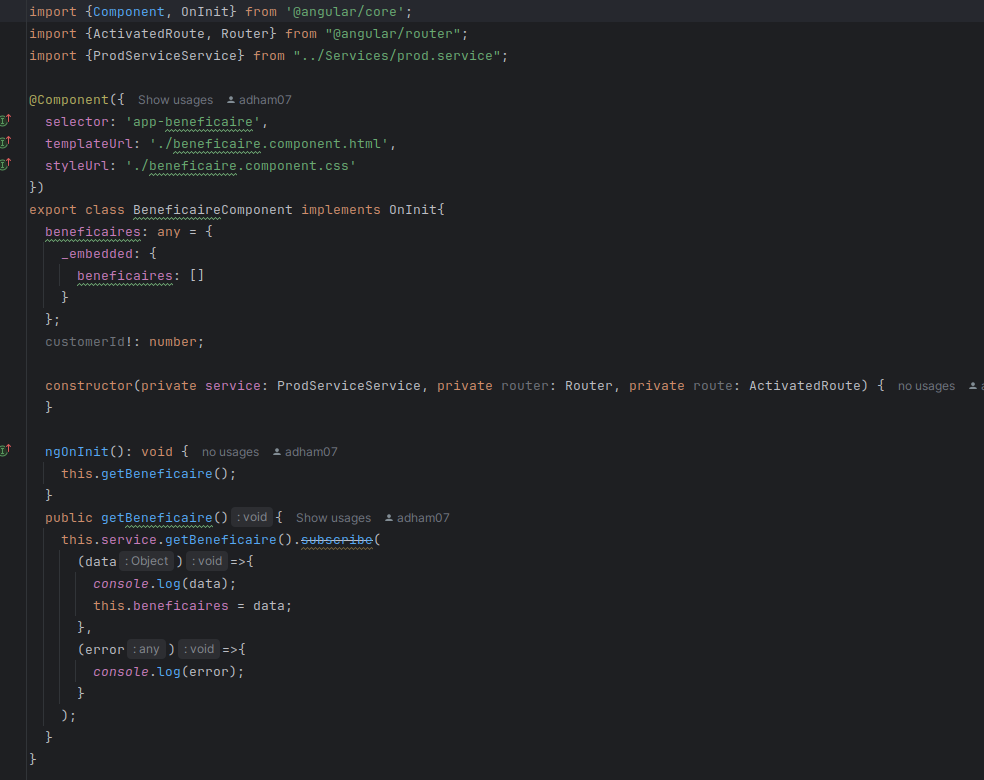 import {Component, OnInit} from '@angular/core';
import {ActivatedRoute, Router} from "@angular/router";
import {ProdServiceService} from "../Services/prod.service";
@Component({ Show usages adham07
selector: 'app-beneficaire',
templateUrl: './beneficaire.component.html',
styleUrl: './beneficaire.component.css'
})
export class BeneficaireComponent implements OnInit{
beneficaires: any = {
_embedded: {
beneficaires: []
}
};
customerId!: number;
constructor(private service: ProdServiceService, private router: Router, private route: ActivatedRoute) { no usages a
}
ngOnInit(): void { no usages adham07
this.getBeneficaire();
}
public getBeneficaire() : void { Show usages adham07
this.service.getBeneficaire().subscribe(
(data : Object ) : void =>{
console.log(data);
this.beneficaires = data;
},
(error : any ) : void =>{
console.log(error);
}
);
}
}